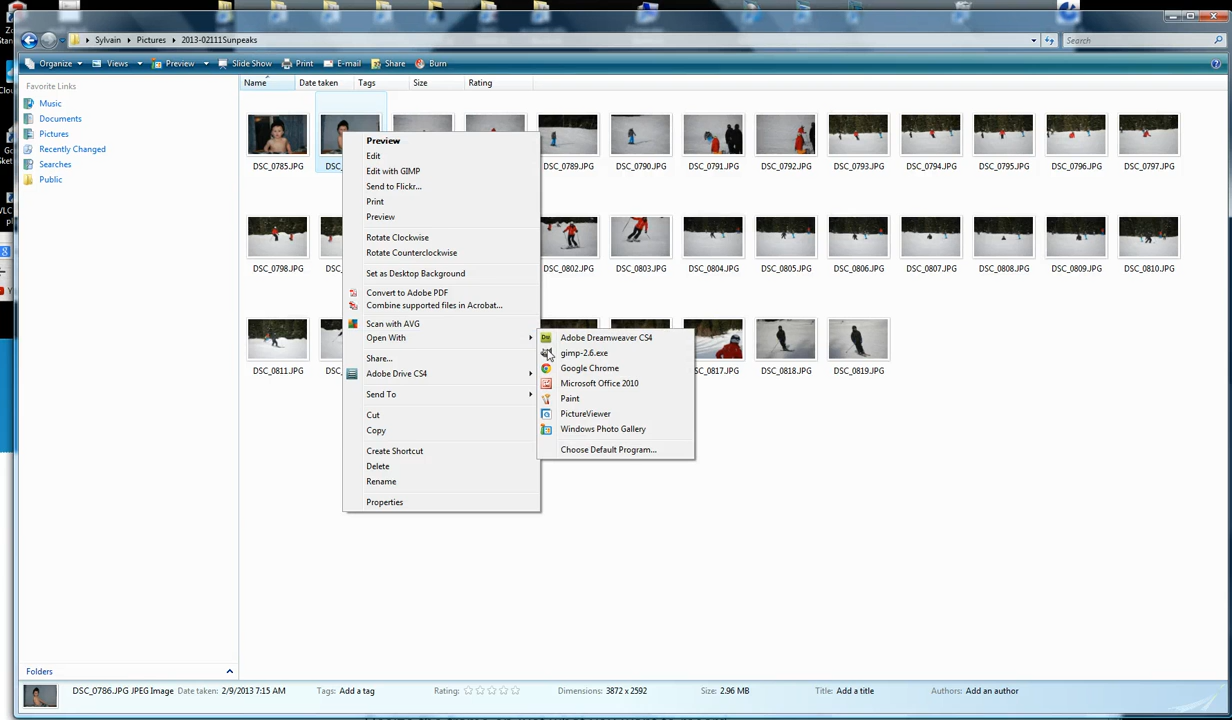 Sylvain ▸ Pictures ▸ 2013-02111Sunpeaks
Search
Organize Views Preview Slide Show Print E-mail Share Burn
Favorite Links
Music
Documents
Pictures
Recently Changed
Searches
Public
Folders
Name Date taken Tags Size Rating
DSC_0785.JPG DSC_ DSC_0789.JPG DSC_0790.JPG DSC_0791.JPG DSC_0792.JPG DSC_0793.JPG DSC_0794.JPG DSC_0795.JPG DSC_0796.JPG DSC_0797.JPG
DSC_0798.JPG DSC_ DSC_0802.JPG DSC_0803.JPG DSC_0804.JPG DSC_0805.JPG DSC_0806.JPG DSC_0807.JPG DSC_0808.JPG DSC_0809.JPG DSC_0810.JPG
DSC_0811.JPG DSC_ DSC_0817.JPG DSC_0818.JPG DSC_0819.JPG
Preview
Edit
Edit with GIMP
Send to Flickr...
Print
Preview
Rotate Clockwise
Rotate Counterclockwise
Set as Desktop Background
Convert to Adobe PDF
Combine supported files in Acrobat...
Scan with AVG
Open With
Share...
Adobe Drive CS4
Send To
Cut
Copy
Create Shortcut
Delete
Rename
Properties
Adobe Dreamweaver CS4
gimp-2.6.exe
Google Chrome
Microsoft Office 2010
Paint
PictureViewer
Windows Photo Gallery
Choose Default Program...
DSC_0786.JPG JPEG Image Date taken: 2/9/2013 7:15 AM Tags: Add a tag Rating: Dimensions: 3872 x 2592 Size: 2.96 MB Title: Add a title Authors: Add an author